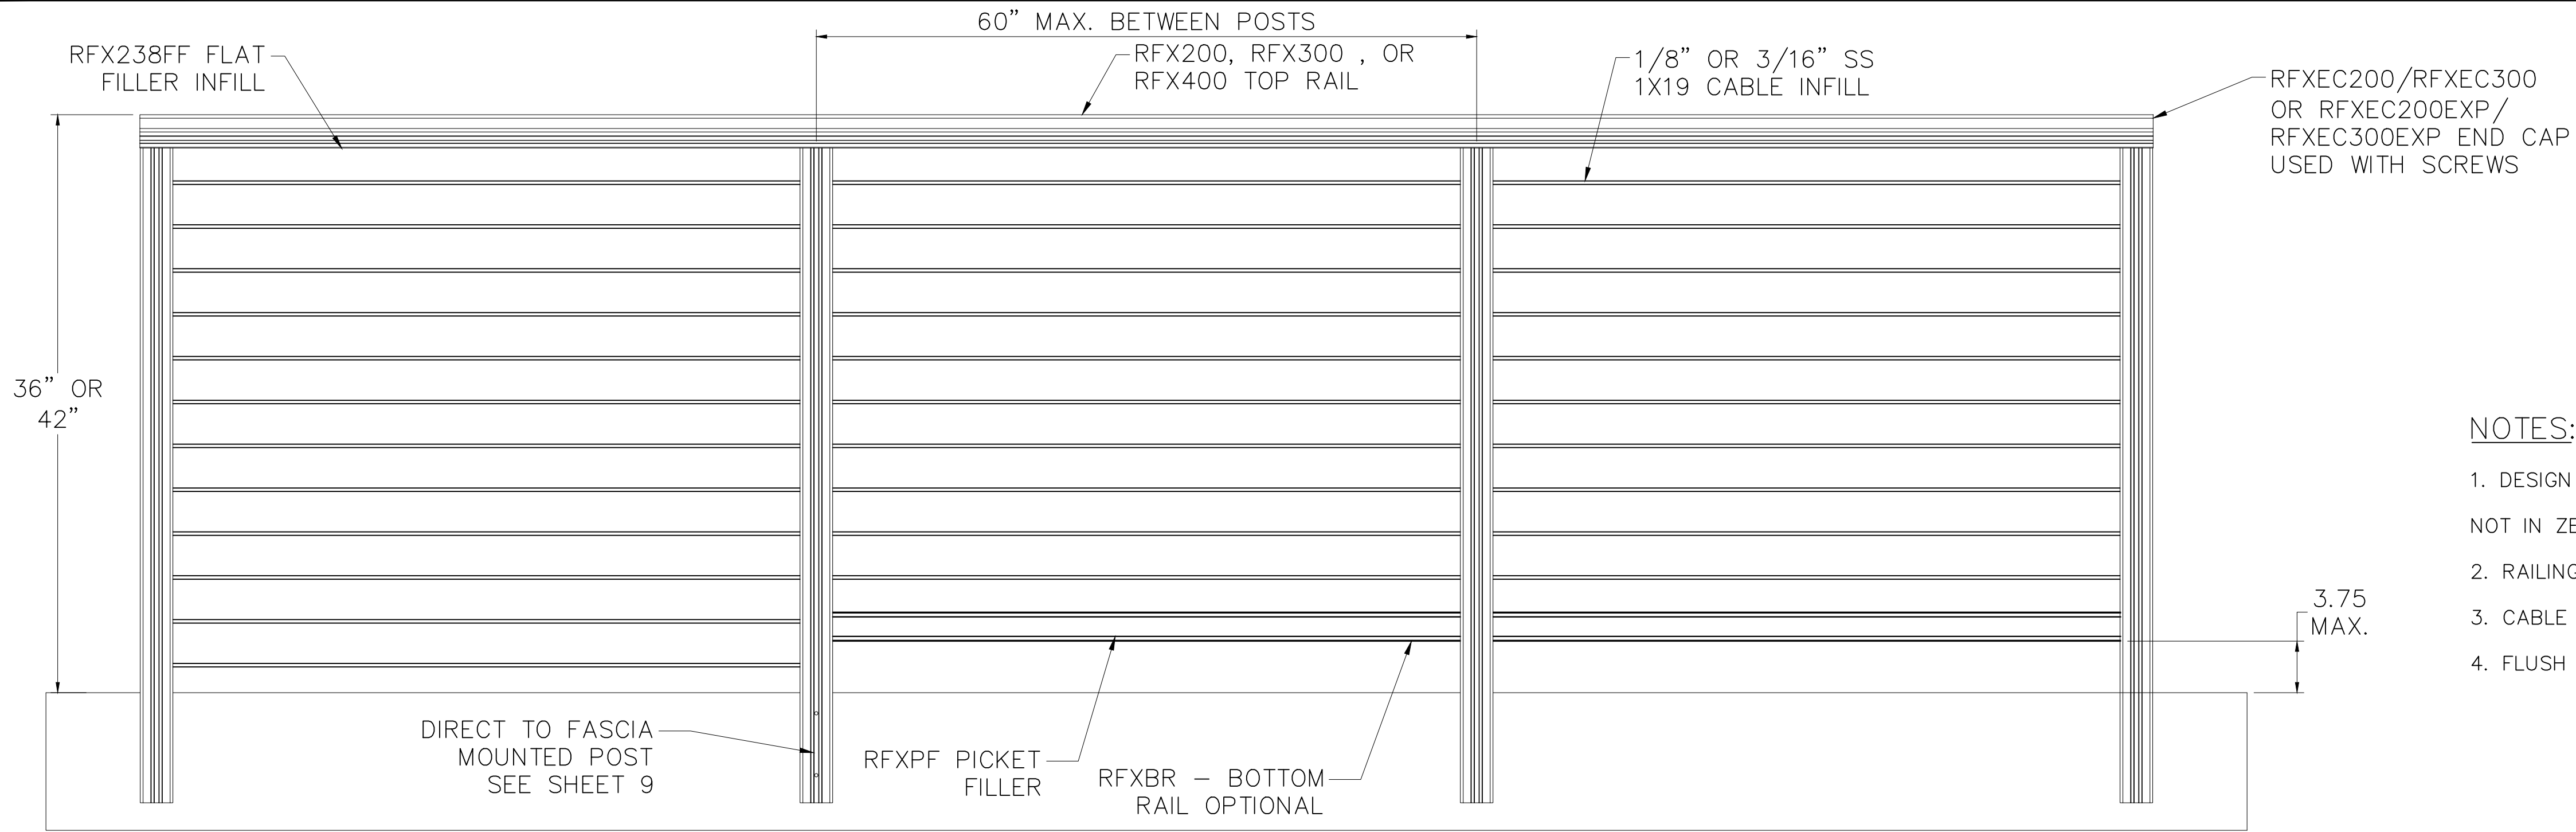 60” MAX. BETWEEN POSTS
RFX238FF FLAT
FILLER INFILL
RFX200, RFX300 , OR
RFX400 TOP RAIL
1/8” OR 3/16” SS
1X19 CABLE INFILL
RFXEC200/RFXEC300
OR RFXEC200EXP/
RFXEC300EXP END CAP
USED WITH SCREWS
36” OR
42”
NOTES:
1. DESIGN
NOT IN ZE
2. RAILING
3. CABLE
4. FLUSH
3.75
MAX.
DIRECT TO FASCIA
MOUNTED POST
SEE SHEET 9
RFXPF PICKET
FILLER
RFXBR – BOTTOM
RAIL OPTIONAL